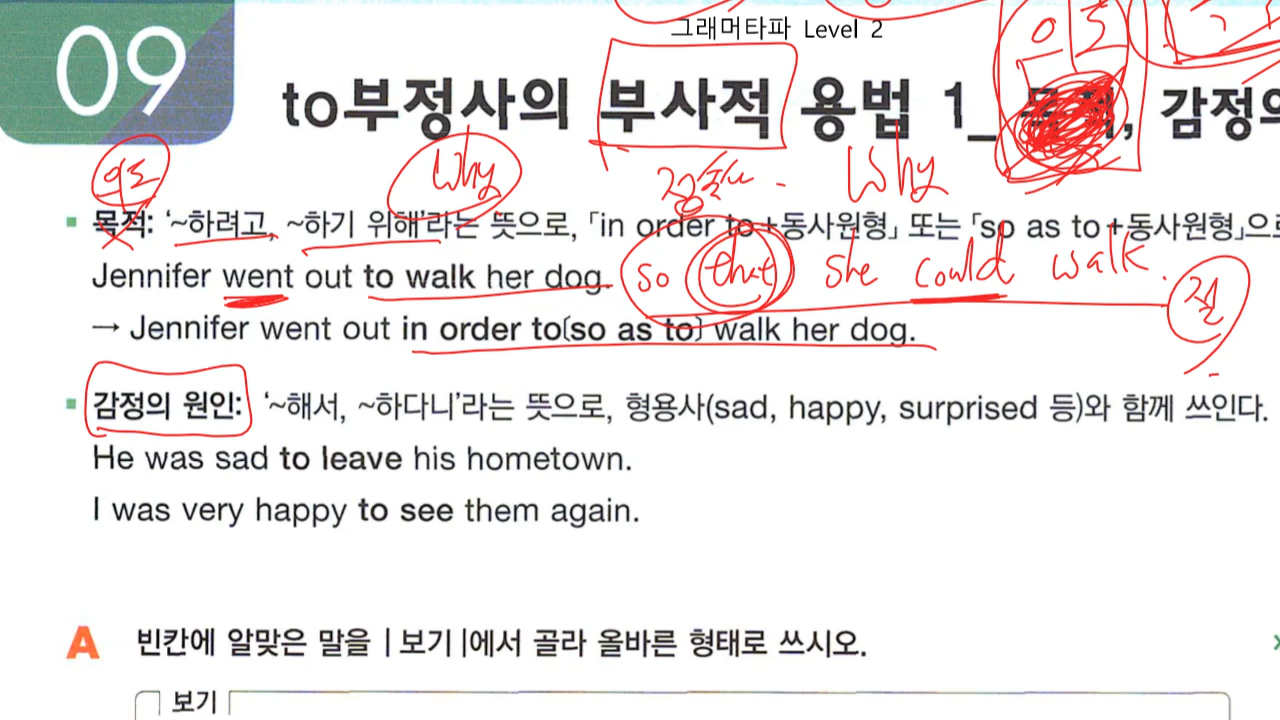 그래머타파 Level 2
09
to부정사의 부사적 용법 1_ 목적, 감정의
의도 Why Why
목적: ‘~하려고, ~하기 위해’라는 뜻으로, 「in order to+동사원형」 또는 「so as to+동사원형」으
Jennifer went out to walk her dog. so that she could walk. 절
→ Jennifer went out in order to[so as to] walk her dog.
감정의 원인: ‘~해서, ~하다니’라는 뜻으로, 형용사(sad, happy, surprised 등)와 함께 쓰인다.
He was sad to leave his hometown.
I was very happy to see them again.
A 빈칸에 알맞은 말을 |보기|에서 골라 올바른 형태로 쓰시오.
보기